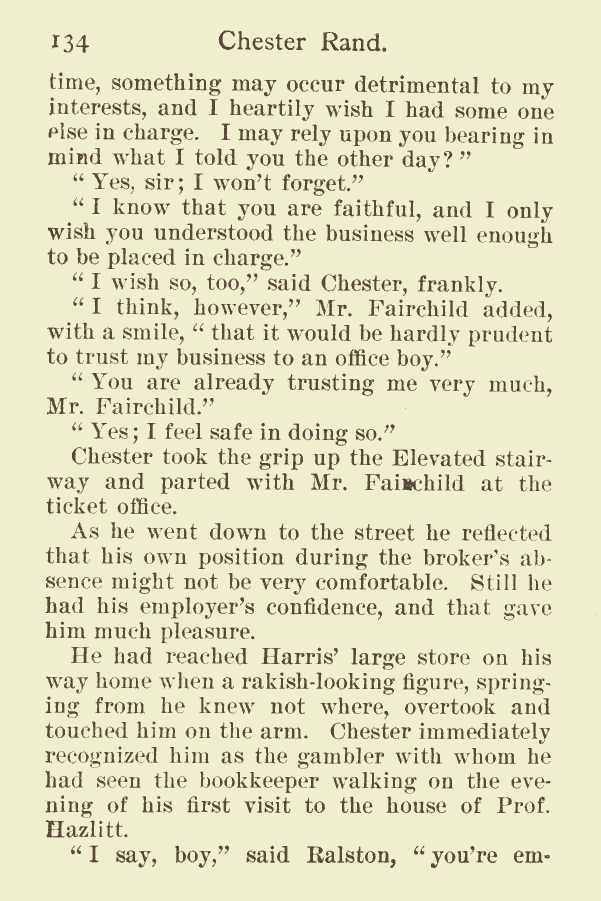 134 Chester Rand.
time, something may occur detrimental to my
interests, and I heartily wish I had some one
else in charge. I may rely upon you bearing in
mind what I told you the other day?"
"Yes, sir; I won't forget."
"I know that you are faithful, and I only
wish you understood the business well enough
to be placed in charge."
"I wish so, too," said Chester, frankly.
"I think, however," Mr. Fairchild added,
with a smile, "that it would be hardly prudent
to trust my business to an office boy."
"You are already trusting me very much,
Mr. Fairchild."
"Yes; I feel safe in doing so."
Chester took the grip up the Elevated stair-
way and parted with Mr. Fairchild at the
ticket office.
As he went down to the street he reflected
that his own position during the broker's ab-
sence might not be very comfortable. Still he
had his employer's confidence, and that gave
him much pleasure.
He had reached Harris' large store on his
way home when a rakish-looking figure, spring-
ing from he knew not where, overtook and
touched him on the arm. Chester immediately
recognized him as the gambler with whom he
had seen the bookkeeper walking on the eve-
ning of his first visit to the house of Prof.
Hazlitt.
"I say, boy," said Ralston, "you're em-